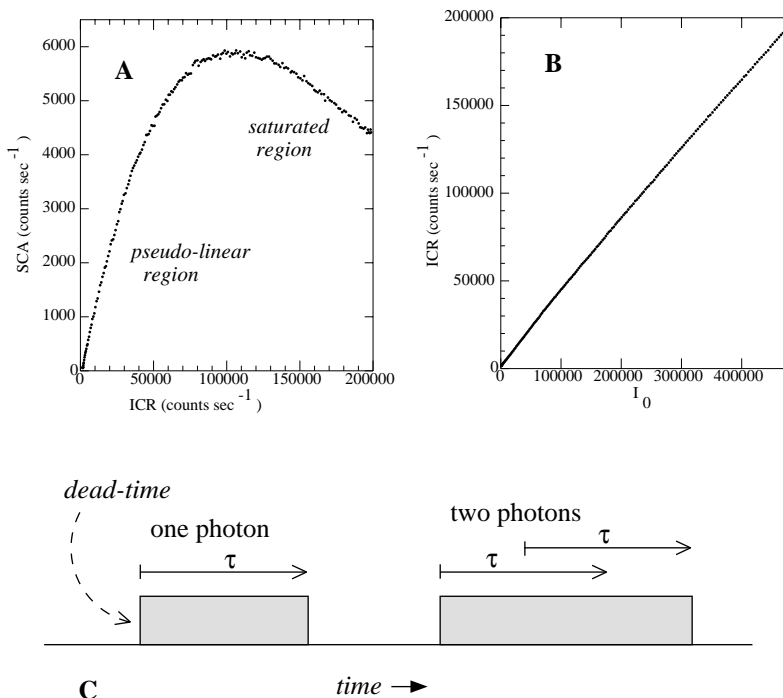 A
SCA (counts sec -1)
6000
5000
4000
3000
2000
1000
0
saturated
region
pseudo-linear
region
0 50000 100000 150000 200000
ICR (counts sec -1)
B
ICR (counts sec -1)
200000
150000
100000
50000
0
0 100000 200000 300000 400000
I0
dead-time
one photon
τ
two photons
τ
τ
C
time